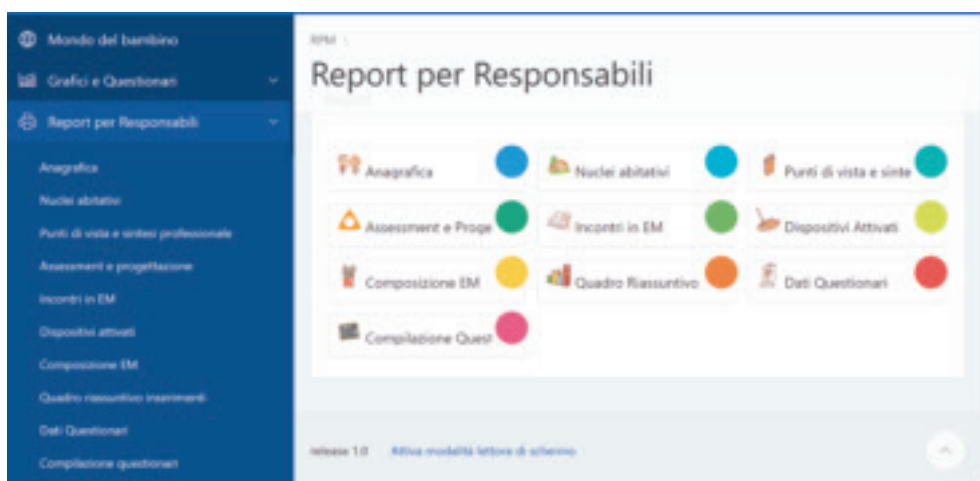 Mondo del bambino
Grafici e Questionari
Report per Responsabili
Anagrafica
Nuclei abitativi
Punti di vista e sintesi professionale
Assessment e progettazione
Incontri in EM
Dispositivi attivati
Composizione EM
Quadro riassuntivo inserimenti
Dati Questionari
Compilazione questionari
RPM
Report per Responsabili
Anagrafica
Nuclei abitativi
Punti di vista e sinte
Assessment e Proge
Incontri in EM
Dispositivi Attivati
Composizione EM
Quadro Riassuntivo
Dati Questionari
Compilazione Quest
release 1.0 Attiva modalità lettore di schermo